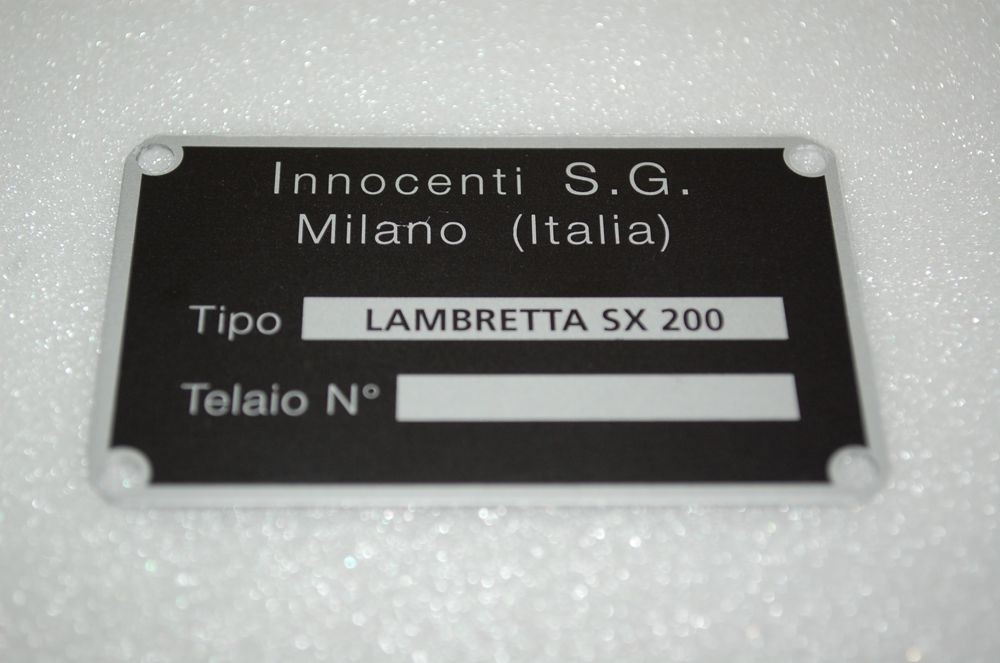 Innocenti S.G.
Milano (Italia)
Tipo LAMBRETTA SX 200
Telaio N°